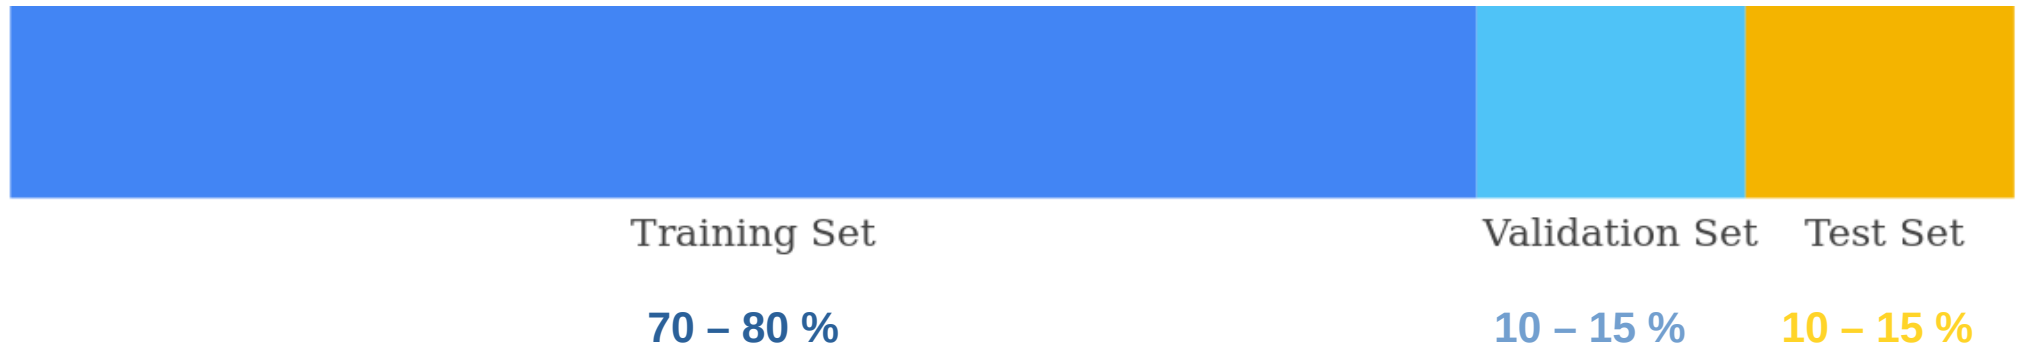 Training Set Validation Set Test Set
70 – 80 % 10 – 15 % 10 – 15 %